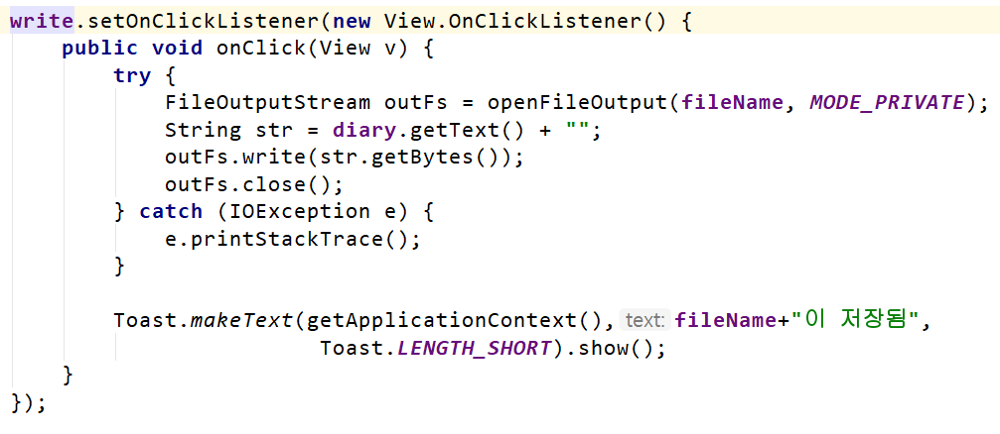 write.setOnClickListener(new View.OnClickListener() {
    public void onClick(View v) {
        try {
            FileOutputStream outFs = openFileOutput(fileName, MODE_PRIVATE);
            String str = diary.getText() + "";
            outFs.write(str.getBytes());
            outFs.close();
        } catch (IOException e) {
            e.printStackTrace();
        }

        Toast.makeText(getApplicationContext(), text: fileName+"이 저장됨",
                        Toast.LENGTH_SHORT).show();
    }
});